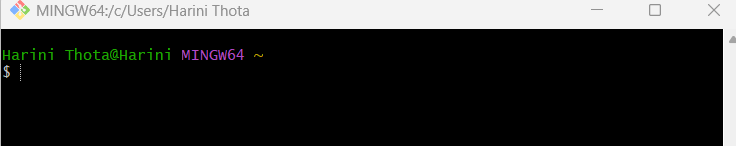 MINGW64:/c/Users/Harini Thota
Harini Thota@Harini MINGW64 ~
$